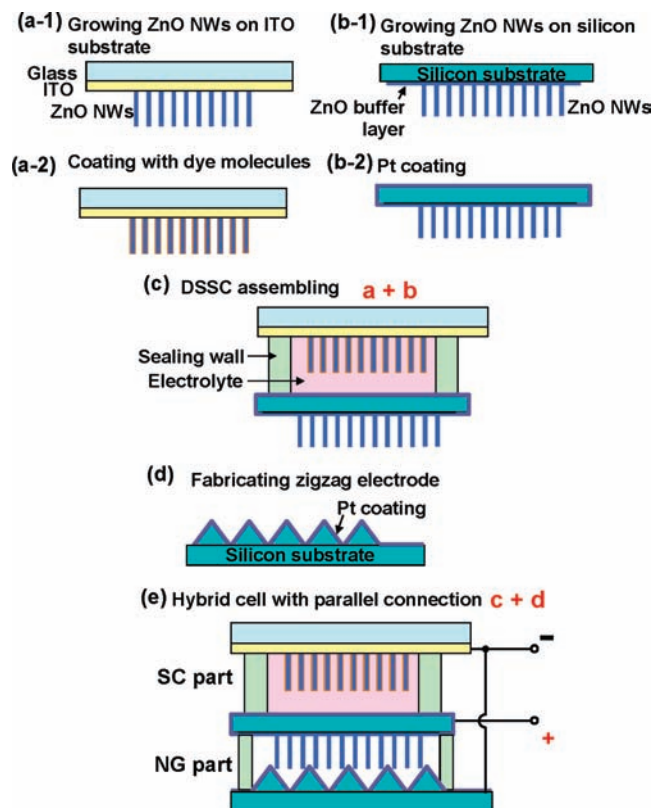 (a-1) Growing ZnO NWs on ITO
substrate
Glass
ITO
ZnO NWs
(b-1) Growing ZnO NWs on silicon
substrate
Silicon substrate
ZnO buffer
layer
ZnO NWs
(a-2) Coating with dye molecules
(b-2) Pt coating
(c) DSSC assembling a + b
Sealing wall
Electrolyte
(d) Fabricating zigzag electrode
Pt coating
Silicon substrate
(e) Hybrid cell with parallel connection c + d
-
SC part
+
NG part